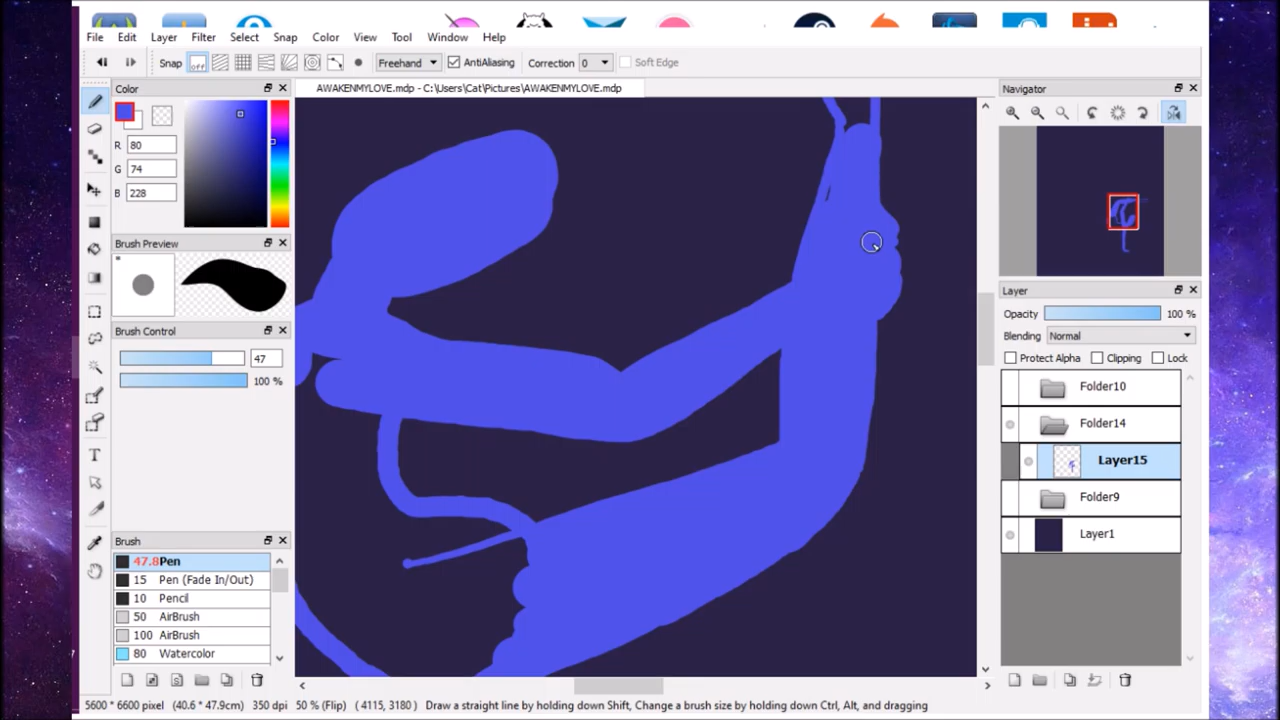 File Edit Layer Filter Select Snap Color View Tool Window Help
Snap off Freehand AntiAliasing Correction 0 Soft Edge
Color
AWAKENMYLOVE.mdp - C:\Users\Cat\Pictures\AWAKENMYLOVE.mdp
Navigator
R 80
G 74
B 228
Brush Preview
Brush Control
47
100 %
Layer
Opacity 100 %
Blending Normal
Protect Alpha Clipping Lock
Folder10
Folder14
Layer15
Folder9
Layer1
Brush
47.8 Pen
15 Pen (Fade In/Out)
10 Pencil
50 AirBrush
100 AirBrush
80 Watercolor
5600 * 6600 pixel (40.6 * 47.9cm) 350 dpi 50 % (Flip) ( 4115, 3180) Draw a straight line by holding down Shift, Change a brush size by holding down Ctrl, Alt, and dragging